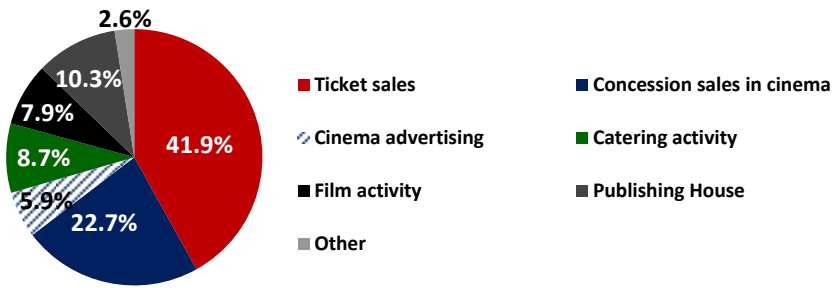 2.6%
10.3%
7.9%
8.7%
5.9%
22.7%
41.9%
Ticket sales
Concession sales in cinema
Cinema advertising
Catering activity
Film activity
Publishing House
Other